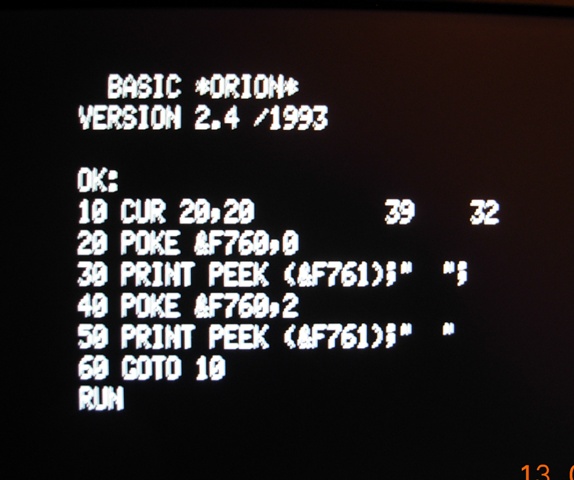 BASIC *ORION*
VERSION 2.4 /1993
OK:
10 CUR 20,20 39 32
20 POKE &F760,0
30 PRINT PEEK (&F761);"  ";
40 POKE &F760,2
50 PRINT PEEK (&F761);"  "
60 GOTO 10
RUN
13